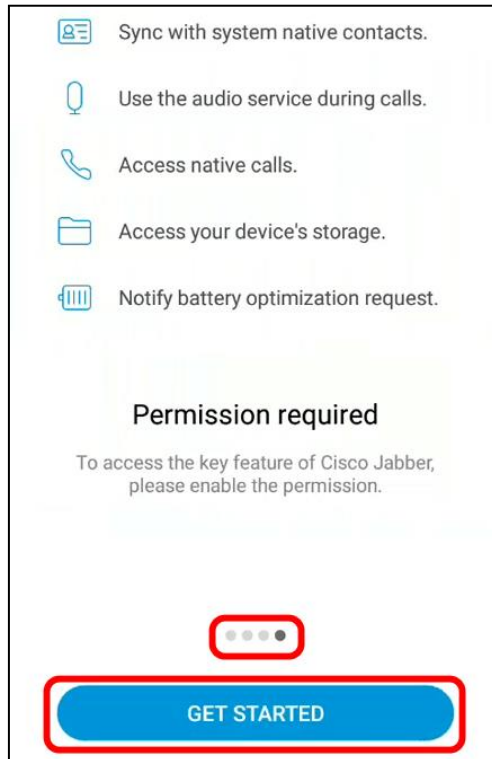 Sync with system native contacts.
Use the audio service during calls.
Access native calls.
Access your device's storage.
Notify battery optimization request.
Permission required
To access the key feature of Cisco Jabber,
please enable the permission.
GET STARTED